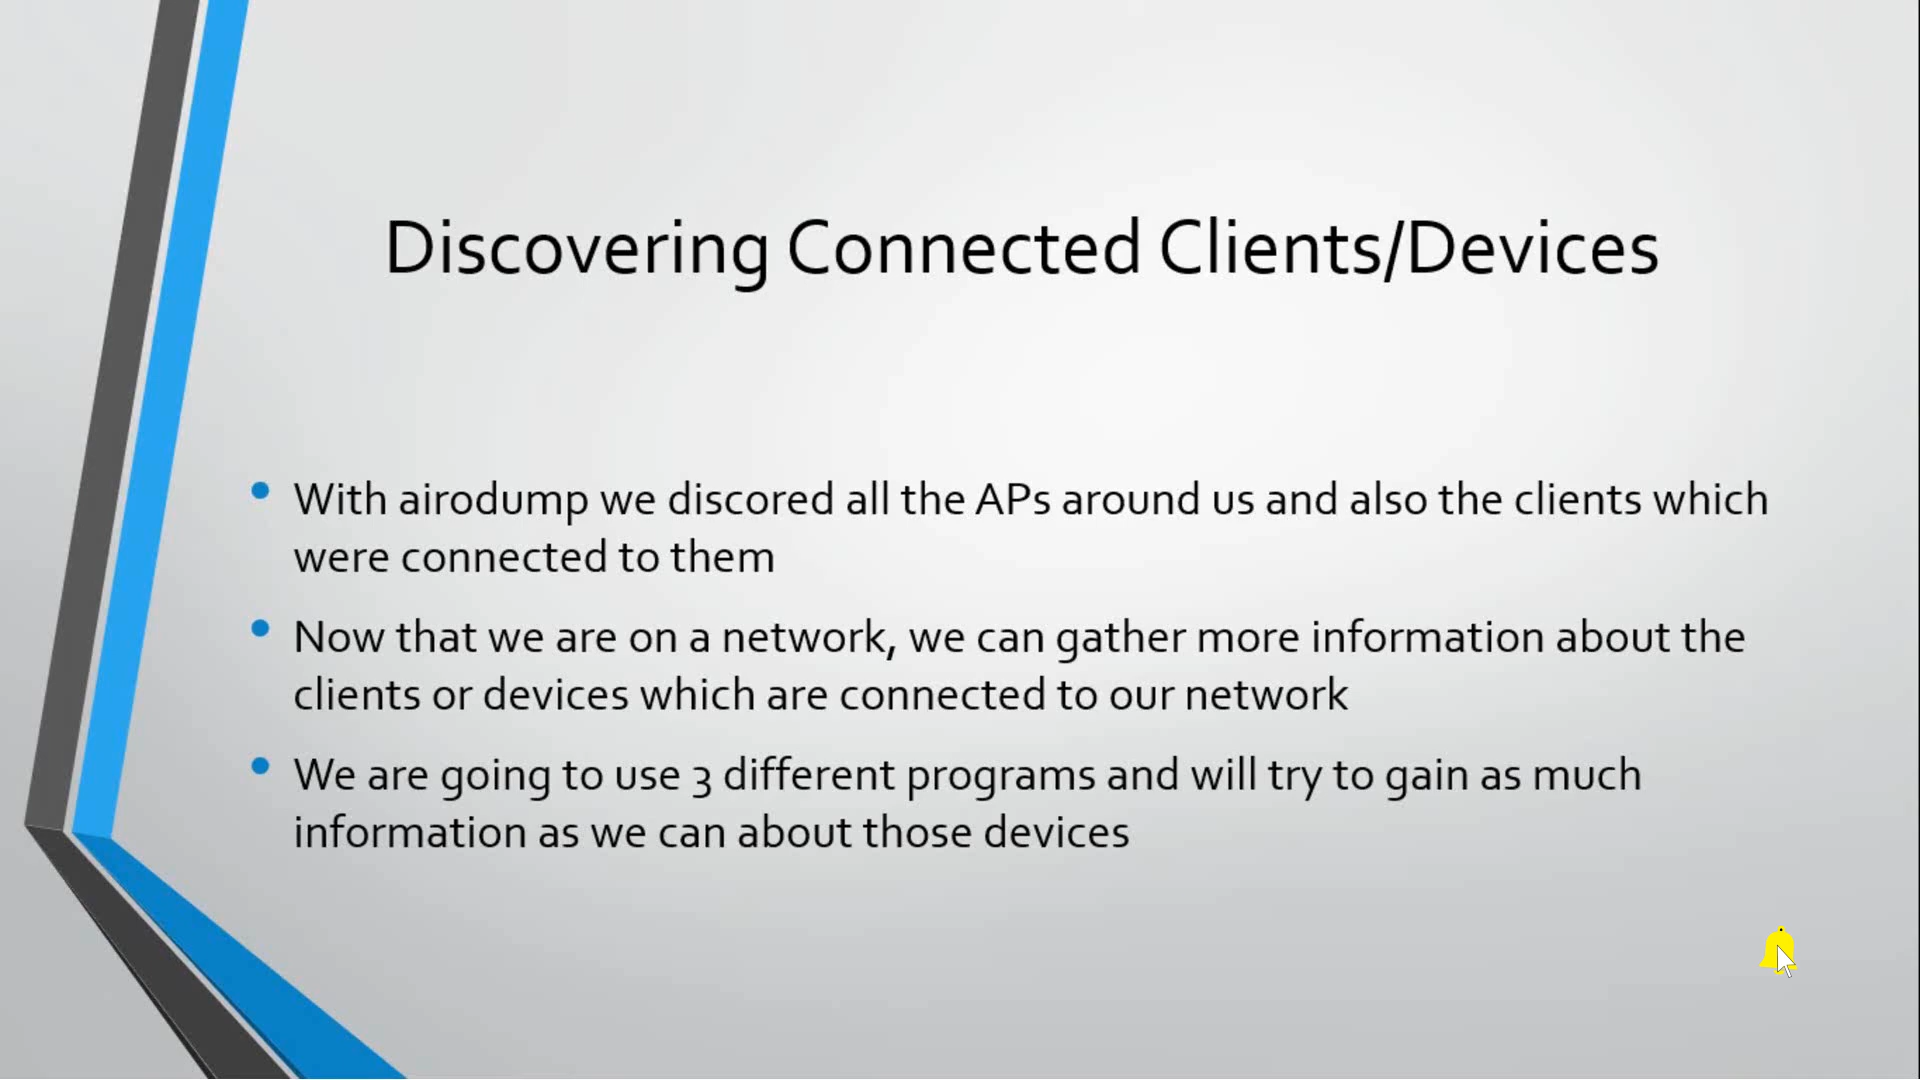 Discovering Connected Clients/Devices
With airodump we discored all the APs around us and also the clients which
were connected to them
Now that we are on a network, we can gather more information about the
clients or devices which are connected to our network
We are going to use 3 different programs and will try to gain as much
information as we can about those devices